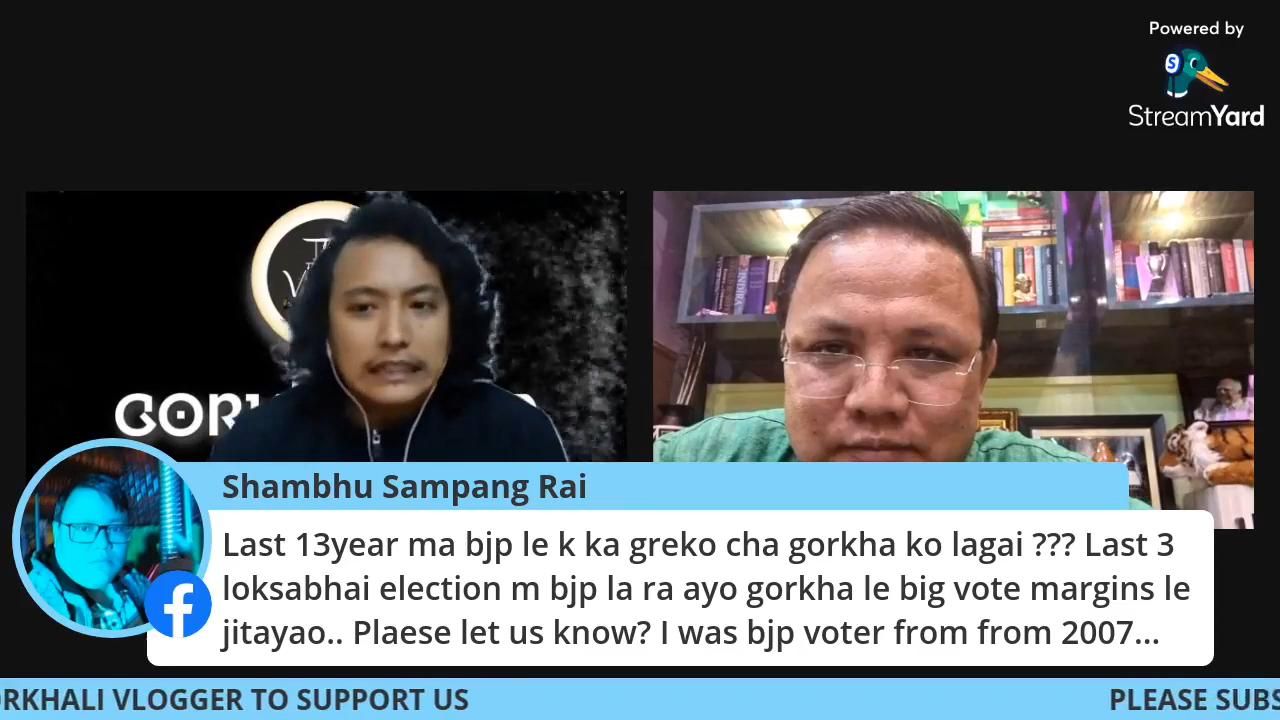 Powered by
StreamYard
Shambhu Sampang Rai
Last 13year ma bjp le k ka greko cha gorkha ko lagai ??? Last 3
loksabhai election m bjp la ra ayo gorkha le big vote margins le
jitayao.. Plaese let us know? I was bjp voter from from 2007...
ORKHALI VLOGGER TO SUPPORT US
PLEASE SUBS